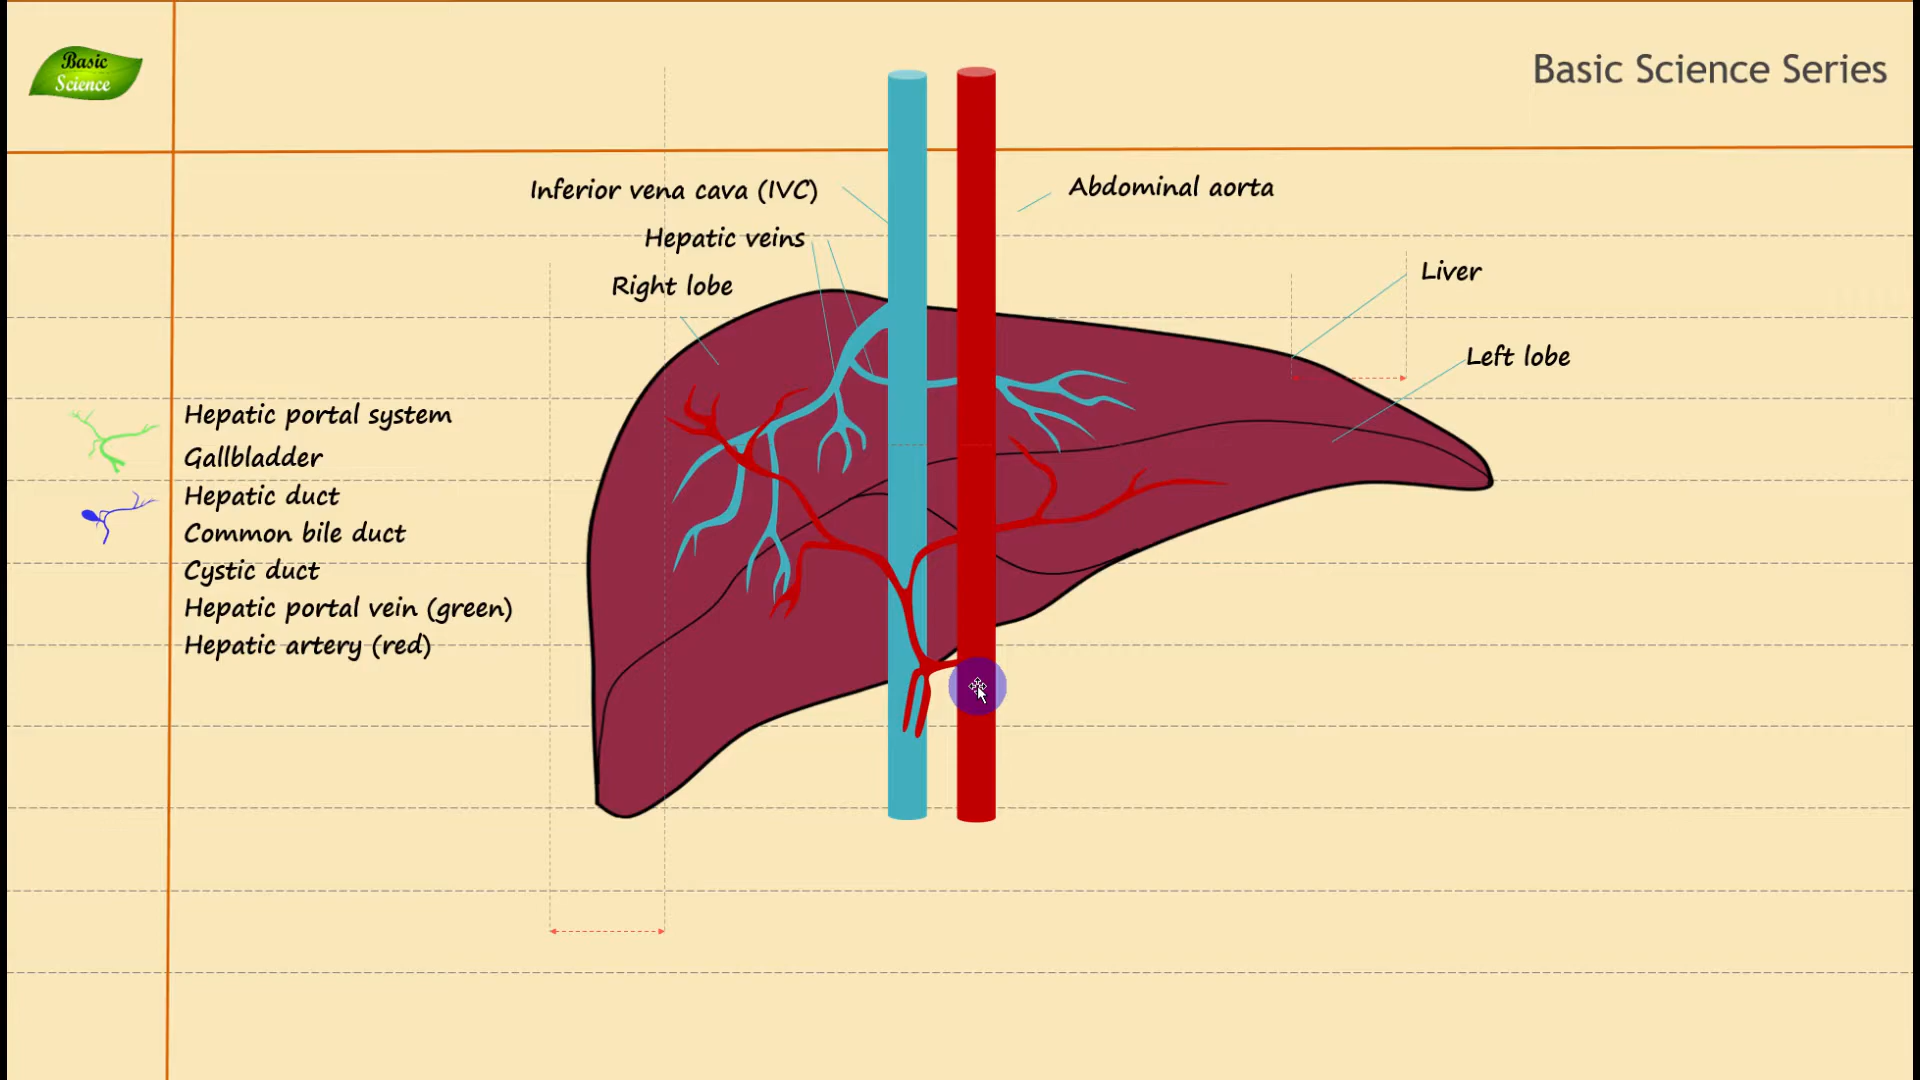 Basic
Science
Basic Science Series
Inferior vena cava (IVC)
Abdominal aorta
Hepatic veins
Right lobe
Liver
Left lobe
Hepatic portal system
Gallbladder
Hepatic duct
Common bile duct
Cystic duct
Hepatic portal vein (green)
Hepatic artery (red)